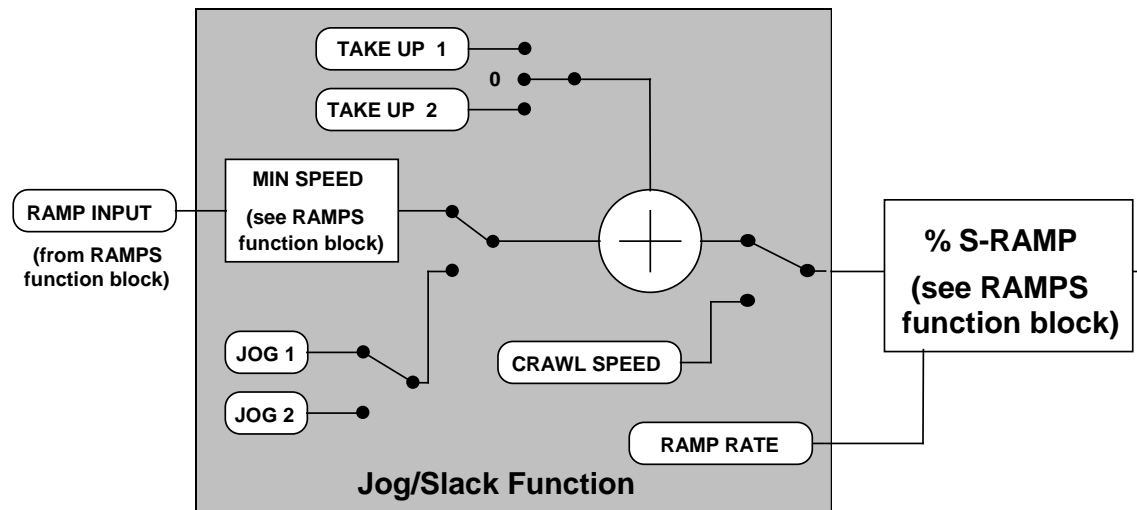 TAKE UP 1
0
TAKE UP 2
MIN SPEED
(see RAMPS
function block)
RAMP INPUT
(from RAMPS
function block)
% S-RAMP
(see RAMPS
function block)
JOG 1
CRAWL SPEED
JOG 2
RAMP RATE
Jog/Slack Function